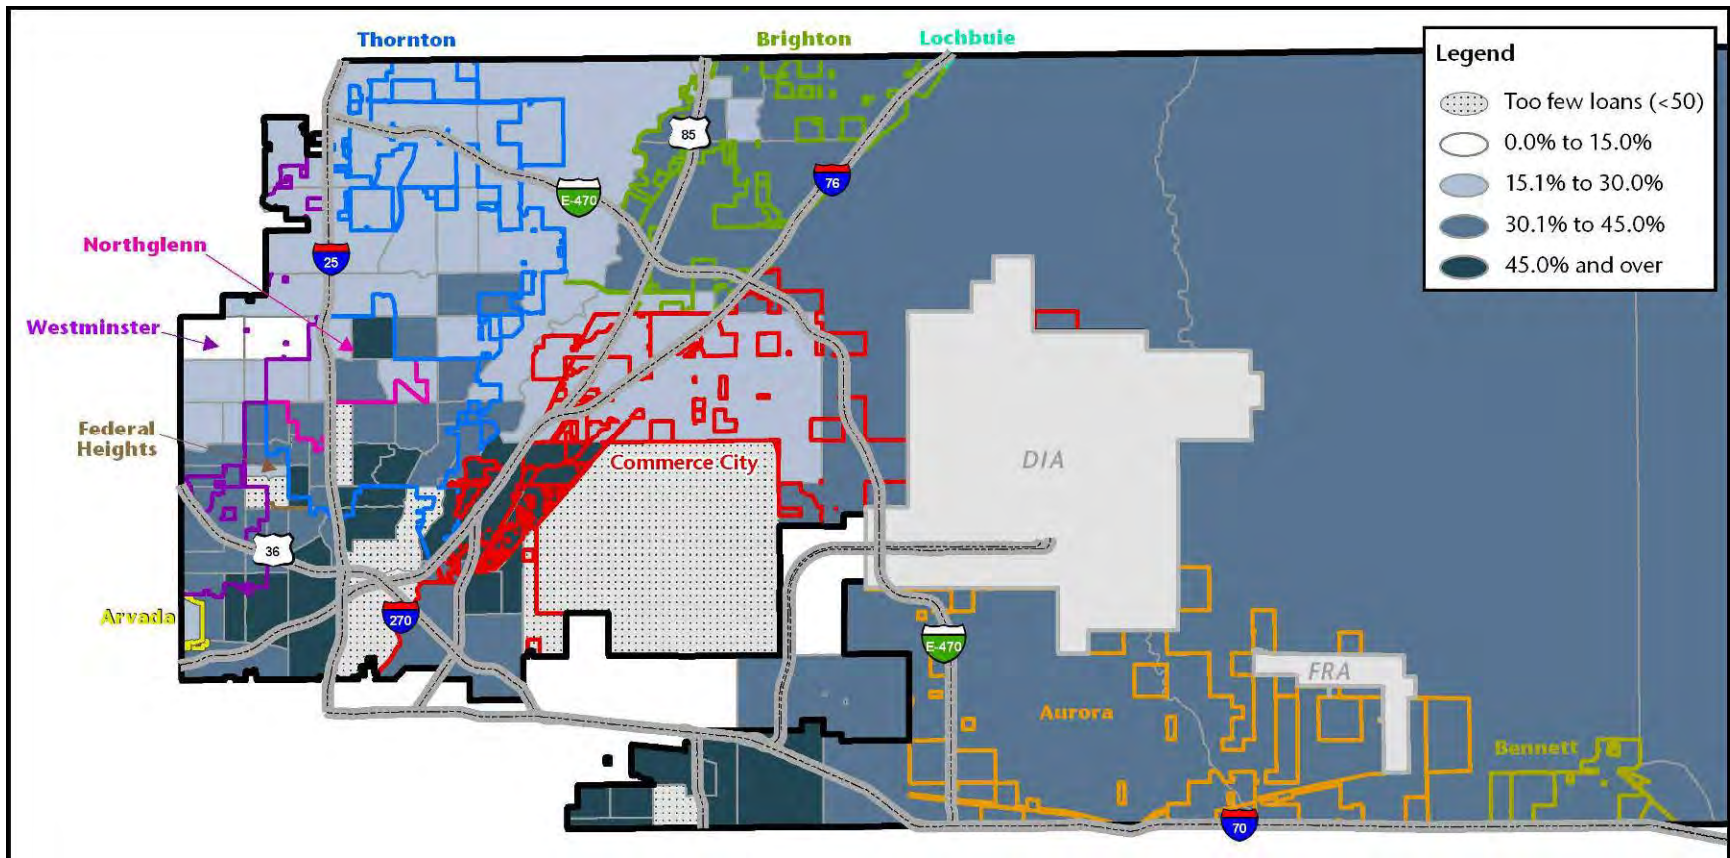 Thornton
Brighton
Lochbuie
Legend
Too few loans (<50)
0.0% to 15.0%
15.1% to 30.0%
30.1% to 45.0%
45.0% and over
85
76
E-470
Northglenn
25
Westminster
Federal
Heights
Commerce City
DIA
36
Arvada
270
E-470
FRA
Aurora
Bennett
70